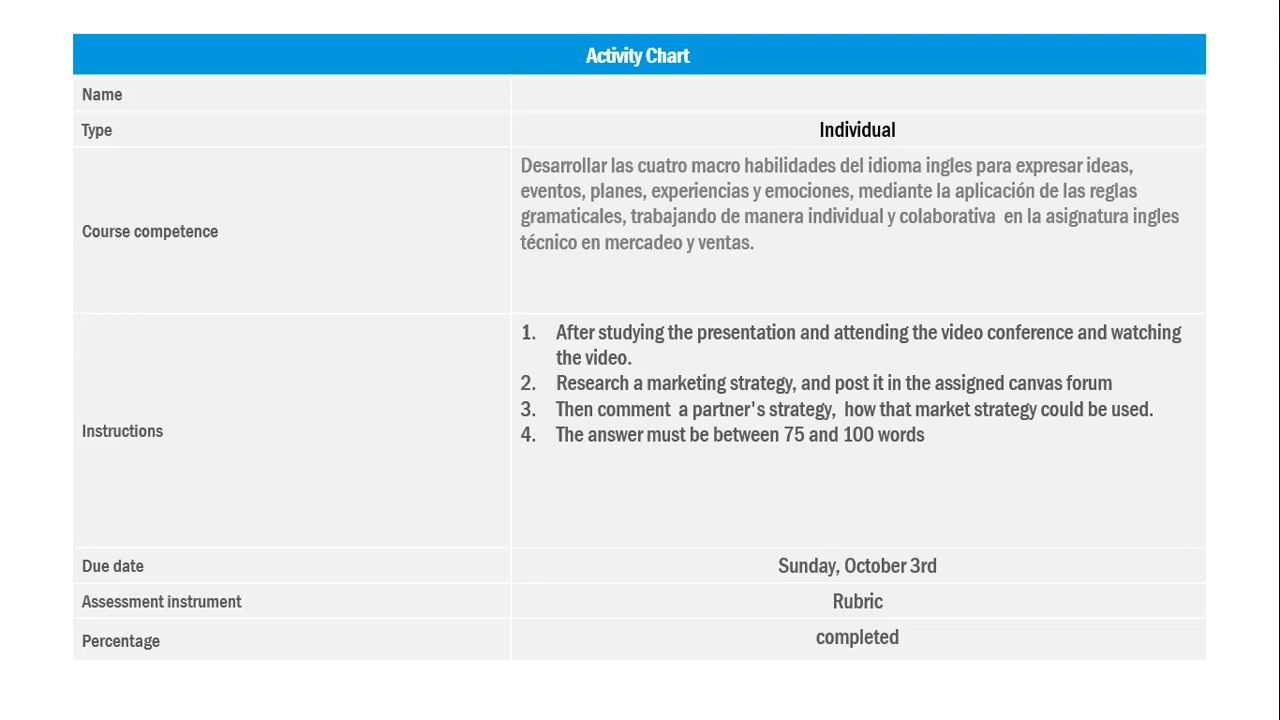 Activity Chart
Name
Type
Individual
Course competence
Desarrollar las cuatro macro habilidades del idioma ingles para expresar ideas,
eventos, planes, experiencias y emociones, mediante la aplicación de las reglas
gramaticales, trabajando de manera individual y colaborativa en la asignatura ingles
técnico en mercadeo y ventas.
Instructions
1. After studying the presentation and attending the video conference and watching
the video.
2. Research a marketing strategy, and post it in the assigned canvas forum
3. Then comment a partner's strategy, how that market strategy could be used.
4. The answer must be between 75 and 100 words
Due date
Sunday, October 3rd
Assessment instrument
Rubric
Percentage
completed